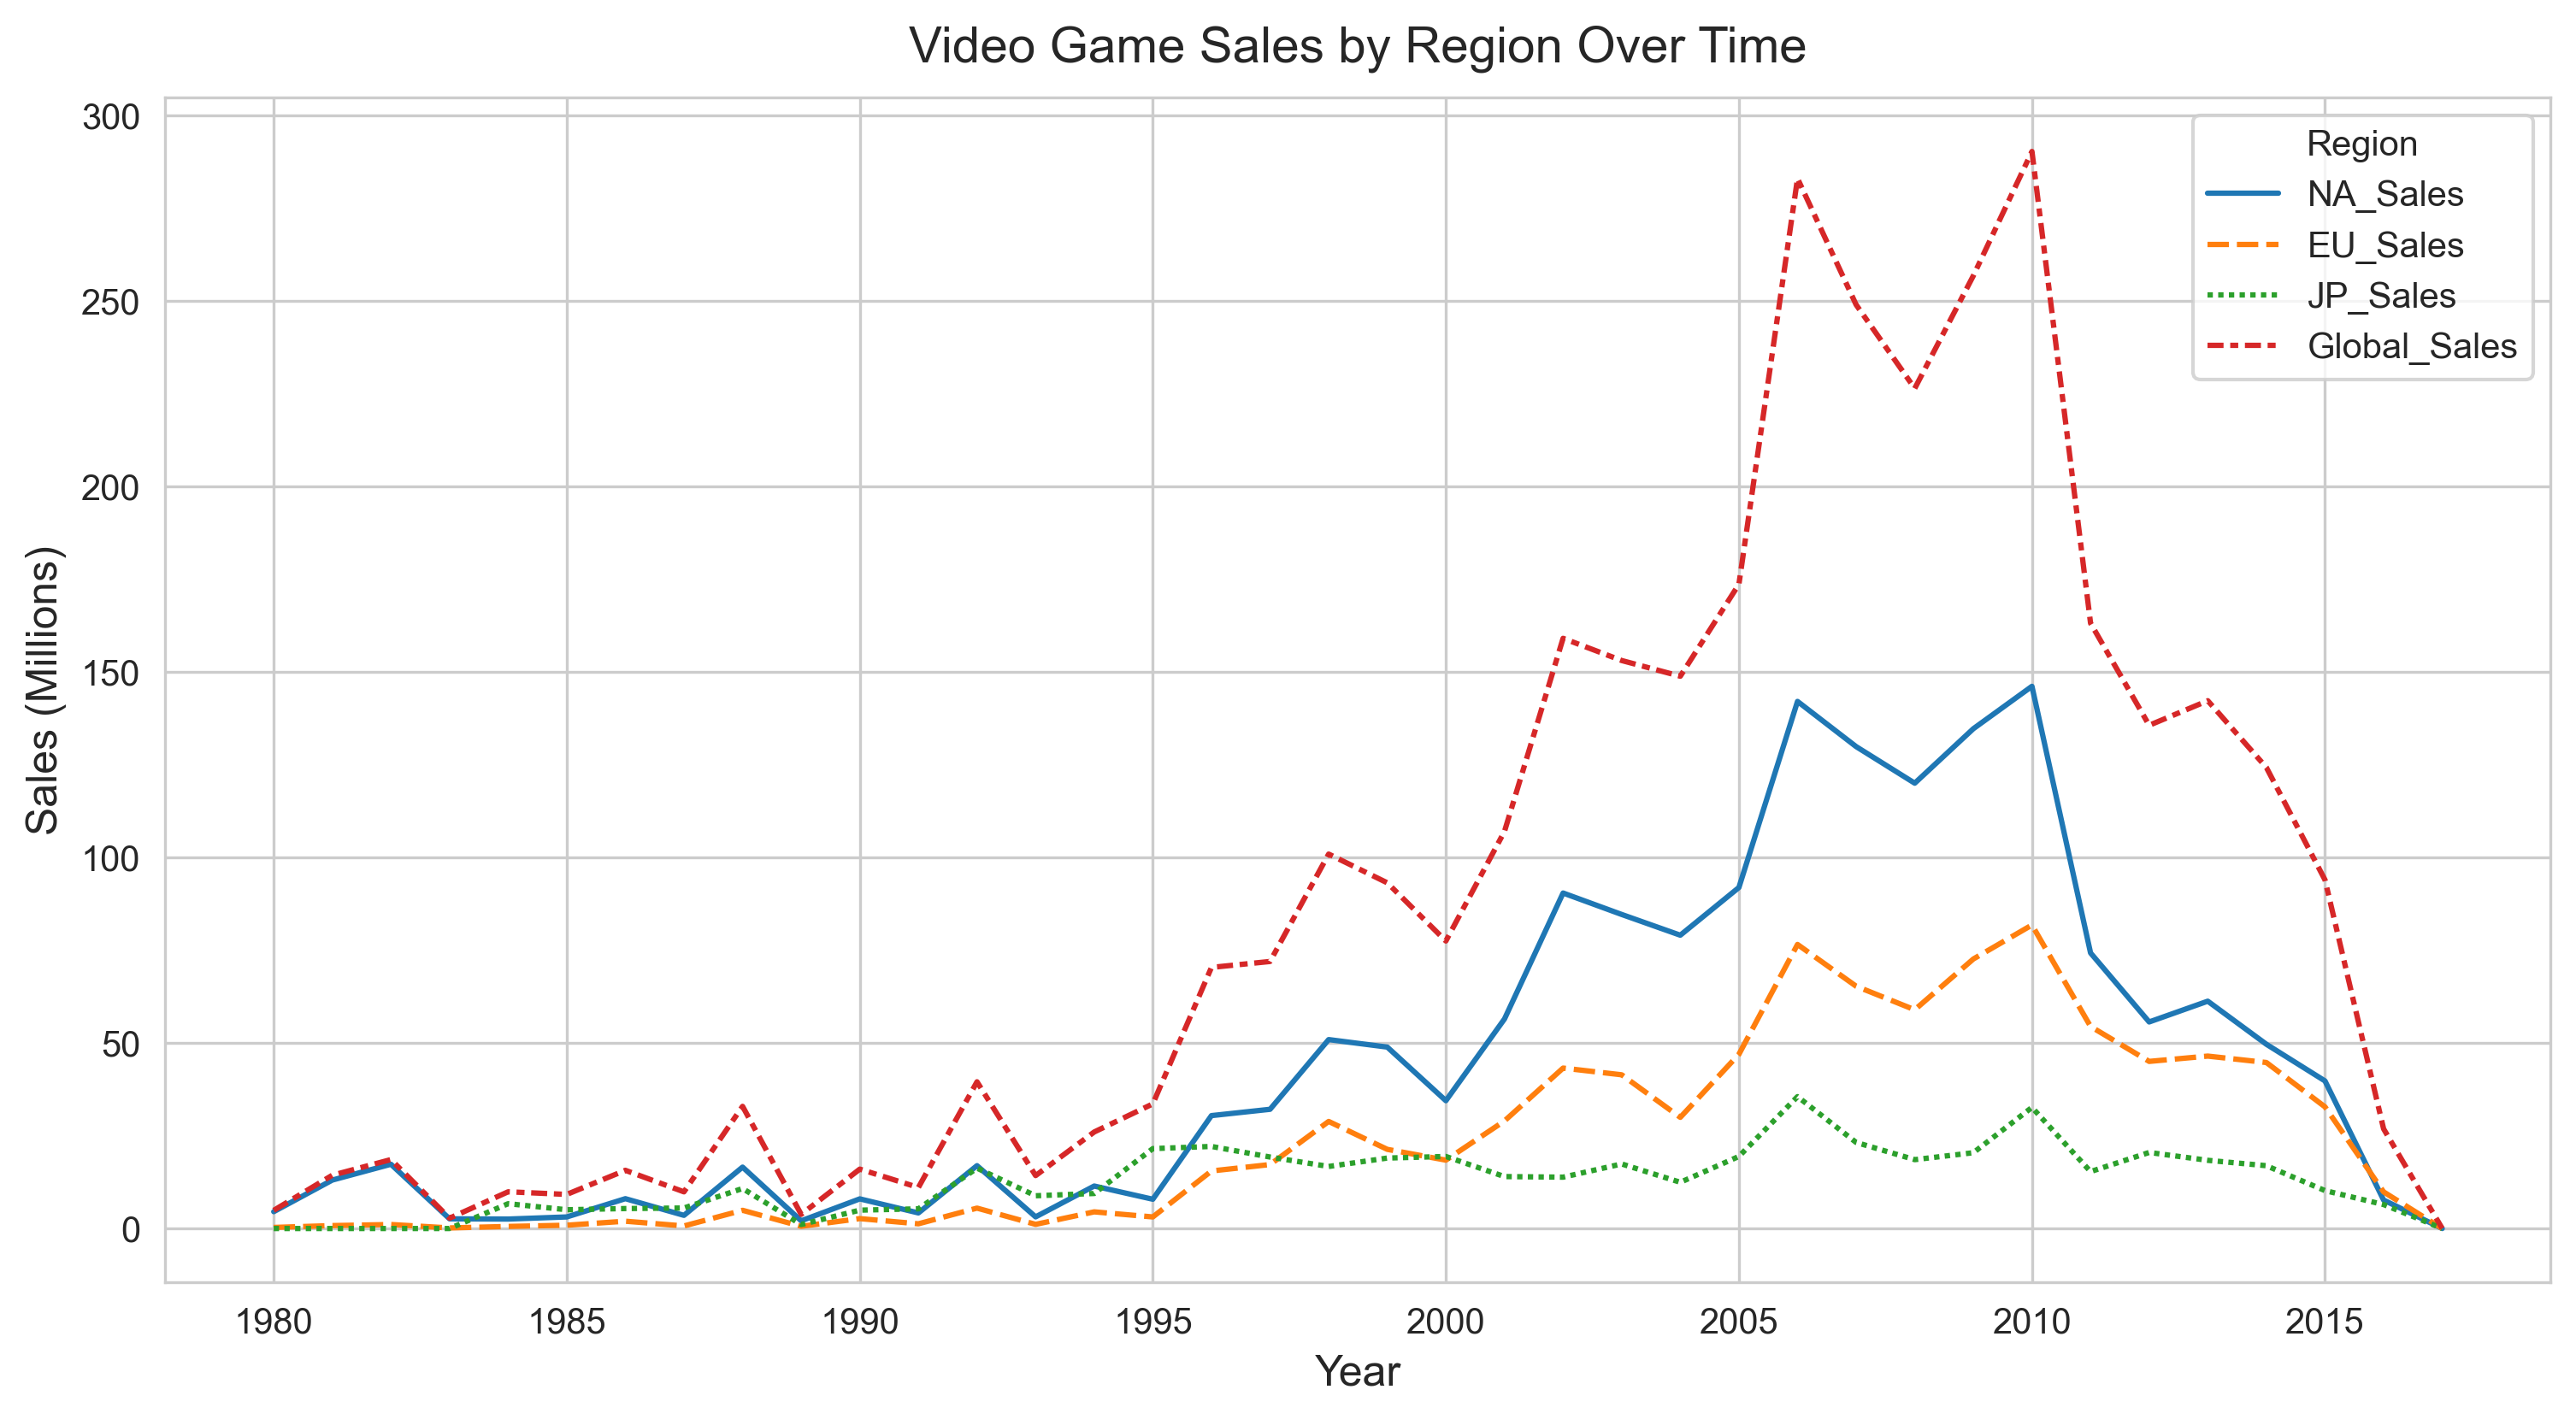 Video Game Sales by Region Over Time
300
250
200
150
100
50
0
Sales (Millions)
Region
NA_Sales
EU_Sales
JP_Sales
Global_Sales
1980 1985 1990 1995 2000 2005 2010 2015
Year